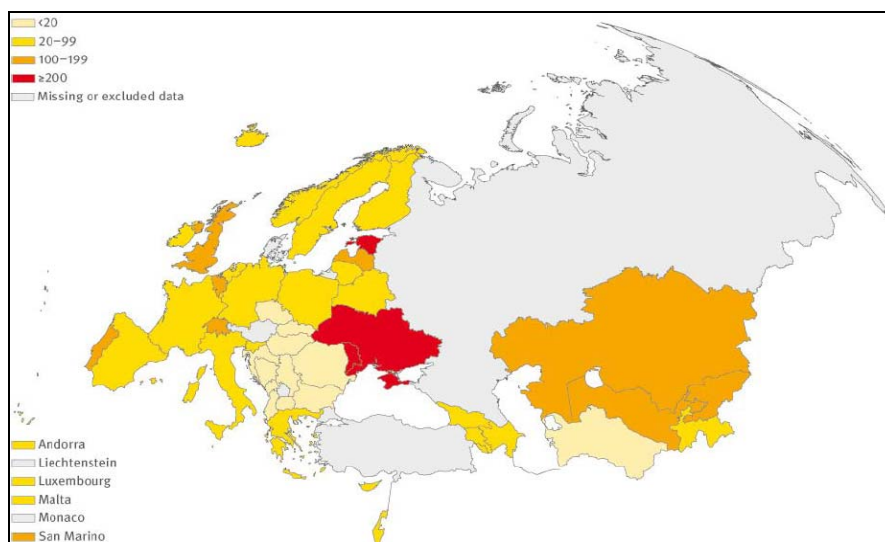 <20
20–99
100–199
≥200
Missing or excluded data
Andorra
Liechtenstein
Luxembourg
Malta
Monaco
San Marino